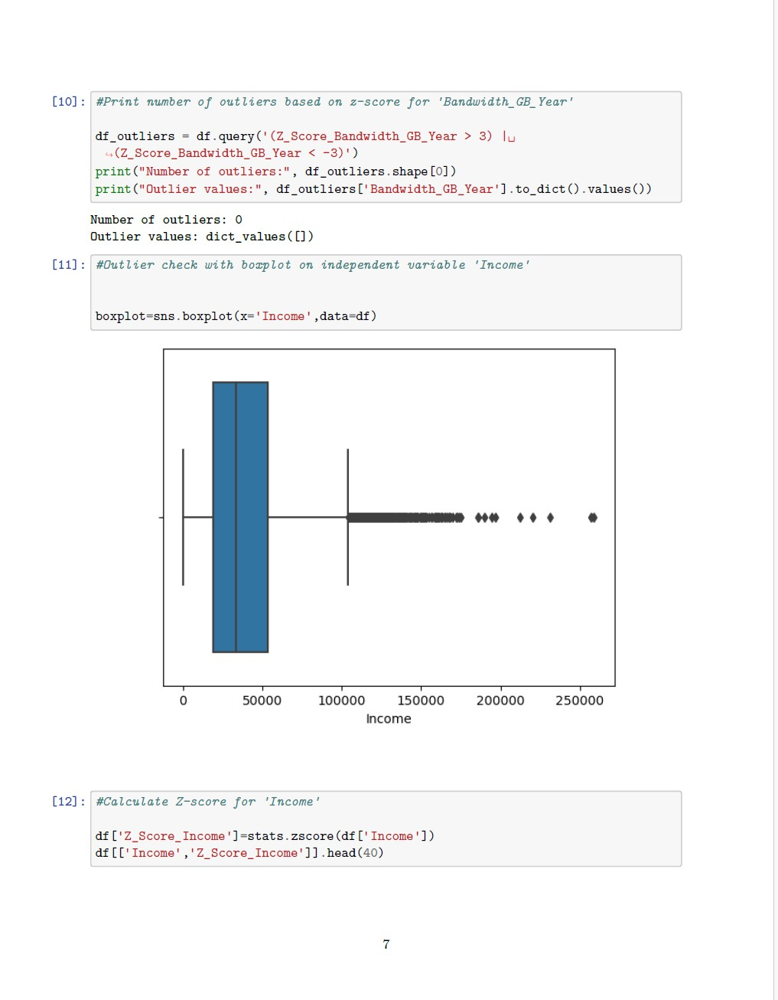 [10]: #Print number of outliers based on z-score for 'Bandwidth_GB_Year'
df_outliers = df.query('(Z_Score_Bandwidth_GB_Year > 3) |␣
↪(Z_Score_Bandwidth_GB_Year < -3)')
print("Number of outliers:", df_outliers.shape[0])
print("Outlier values:", df_outliers['Bandwidth_GB_Year'].to_dict().values())
Number of outliers: 0
Outlier values: dict_values([])
[11]: #Outlier check with boxplot on independent variable 'Income'
boxplot=sns.boxplot(x='Income',data=df)
0 50000 100000 150000 200000 250000
Income
[12]: #Calculate Z-score for 'Income'
df['Z_Score_Income']=stats.zscore(df['Income'])
df[['Income','Z_Score_Income']].head(40)
7